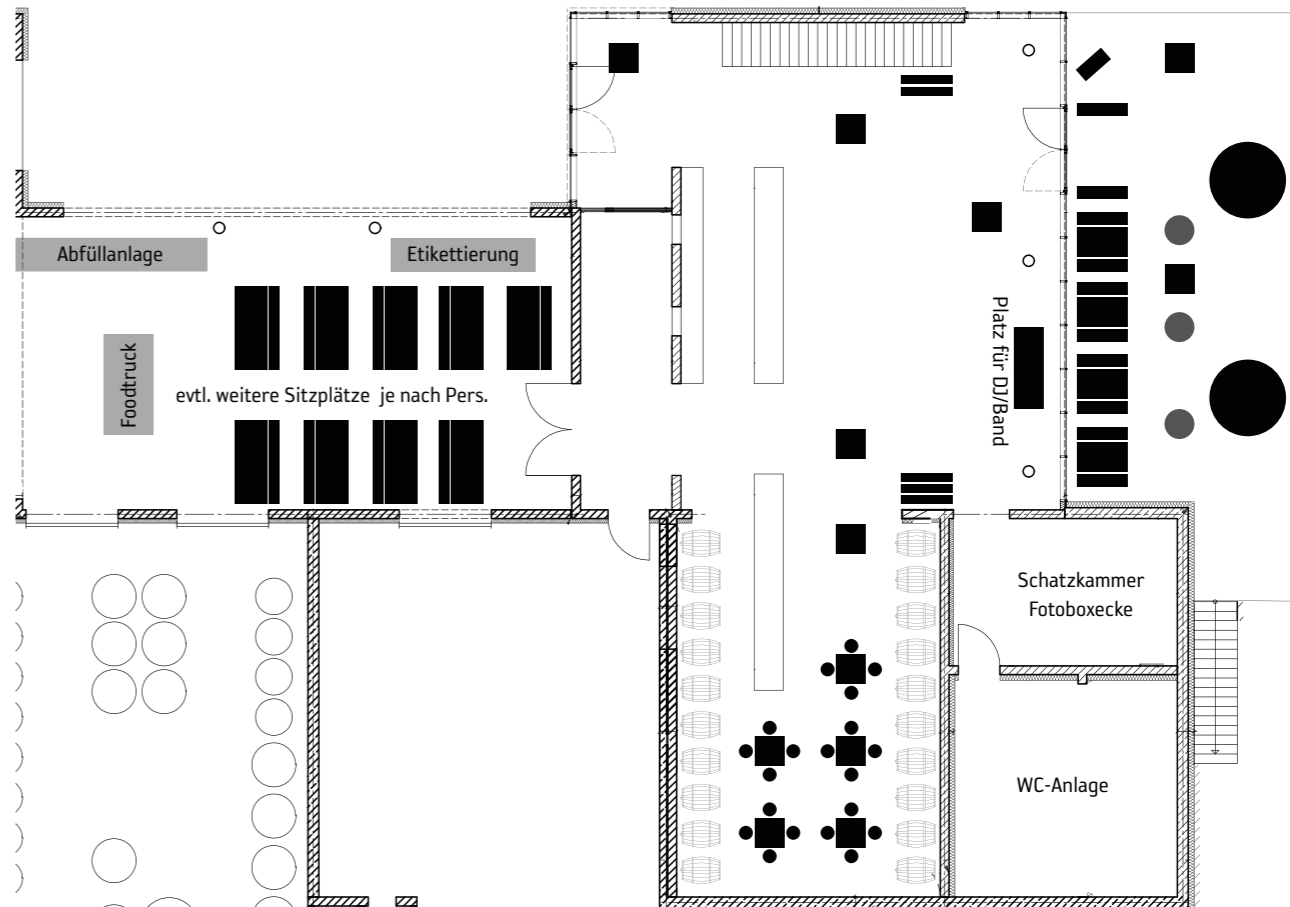 Abfüllanlage
Etikettierung
Foodtruck
evtl. weitere Sitzplätze je nach Pers.
Platz für DJ/Band
Schatzkammer
Fotoboxecke
WC-Anlage